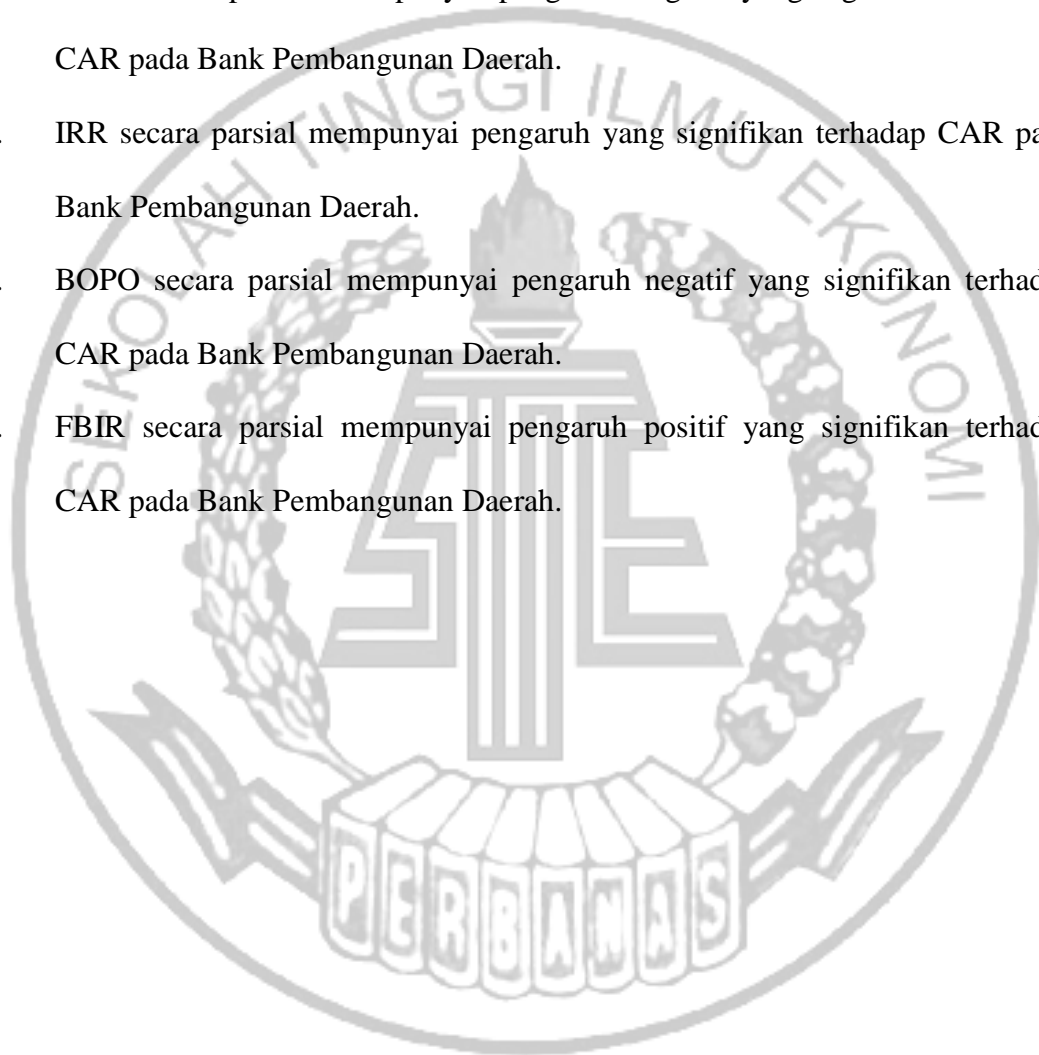 CAR pada Bank Pembangunan Daerah.
. IRR secara parsial mempunyai pengaruh yang signifikan terhadap CAR pa
Bank Pembangunan Daerah.
. BOPO secara parsial mempunyai pengaruh negatif yang signifikan terhad
CAR pada Bank Pembangunan Daerah.
. FBIR secara parsial mempunyai pengaruh positif yang signifikan terhad
CAR pada Bank Pembangunan Daerah.
SEKOLAH TINGGI ILMU EKONOMI
PERBANAS